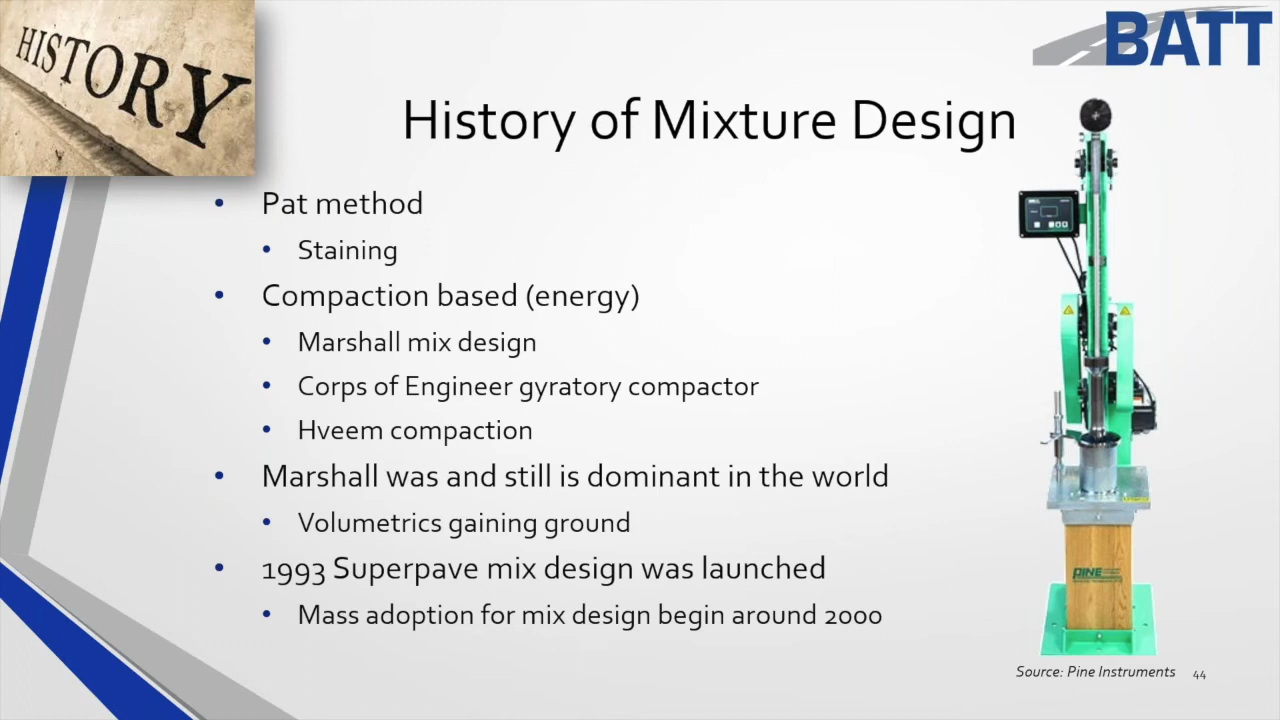 HISTORY
BATT
History of Mixture Design
• Pat method
• Staining
• Compaction based (energy)
• Marshall mix design
• Corps of Engineer gyratory compactor
• Hveem compaction
• Marshall was and still is dominant in the world
• Volumetrics gaining ground
• 1993 Superpave mix design was launched
• Mass adoption for mix design begin around 2000
PINE
Source: Pine Instruments
44